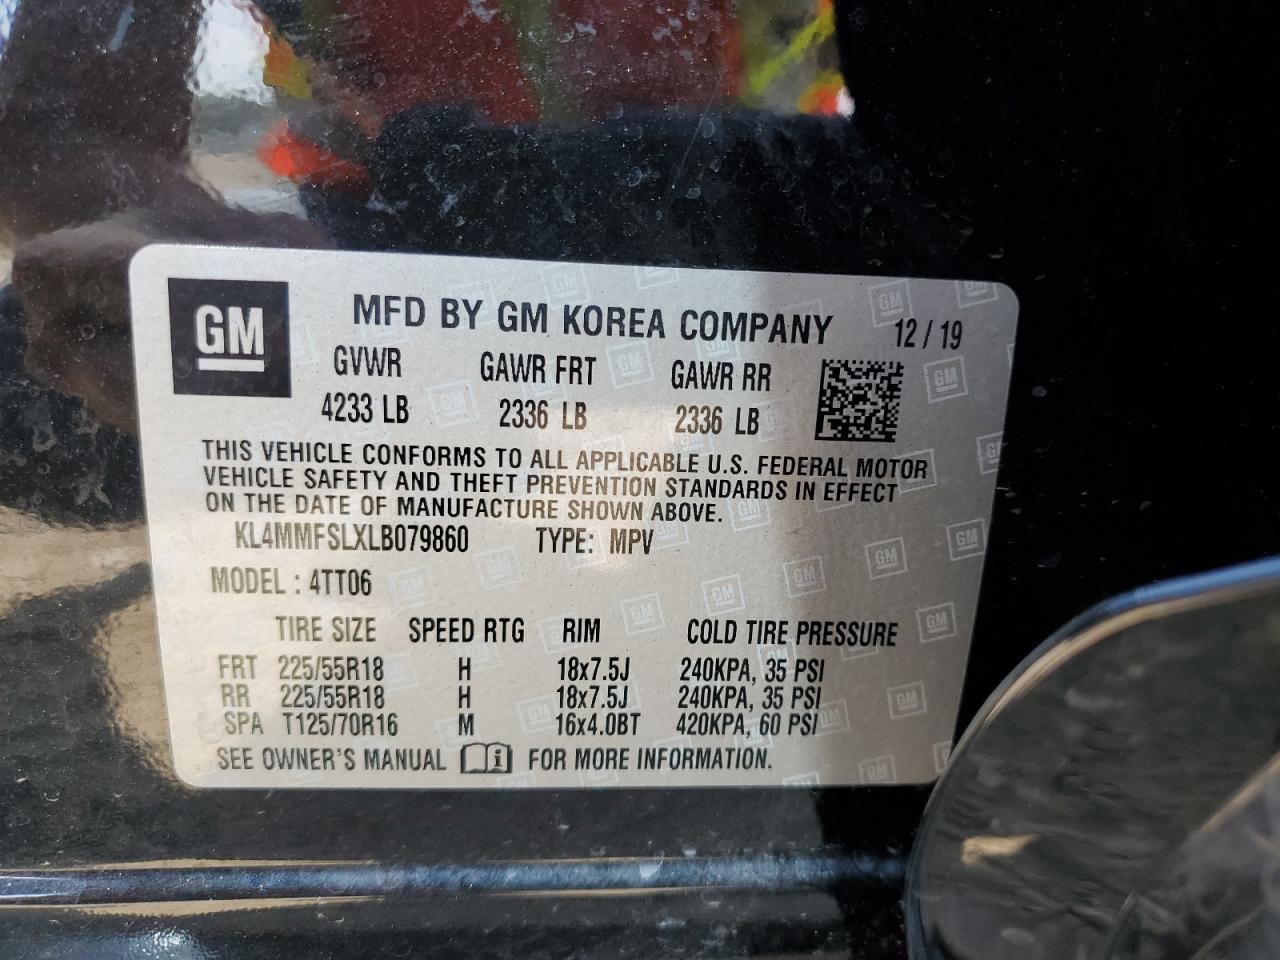 GM
MFD BY GM KOREA COMPANY 12 / 19
GVWR GAWR FRT GAWR RR
4233 LB 2336 LB 2336 LB
THIS VEHICLE CONFORMS TO ALL APPLICABLE U.S. FEDERAL MOTOR
VEHICLE SAFETY AND THEFT PREVENTION STANDARDS IN EFFECT
ON THE DATE OF MANUFACTURE SHOWN ABOVE.
KL4MMFSLXLB079860 TYPE: MPV
MODEL : 4TT06
TIRE SIZE SPEED RTG RIM COLD TIRE PRESSURE
FRT 225/55R18 H 18x7.5J 240KPA, 35 PSI
RR 225/55R18 H 18x7.5J 240KPA, 35 PSI
SPA T125/70R16 M 16x4.0BT 420KPA, 60 PSI
SEE OWNER'S MANUAL i FOR MORE INFORMATION.